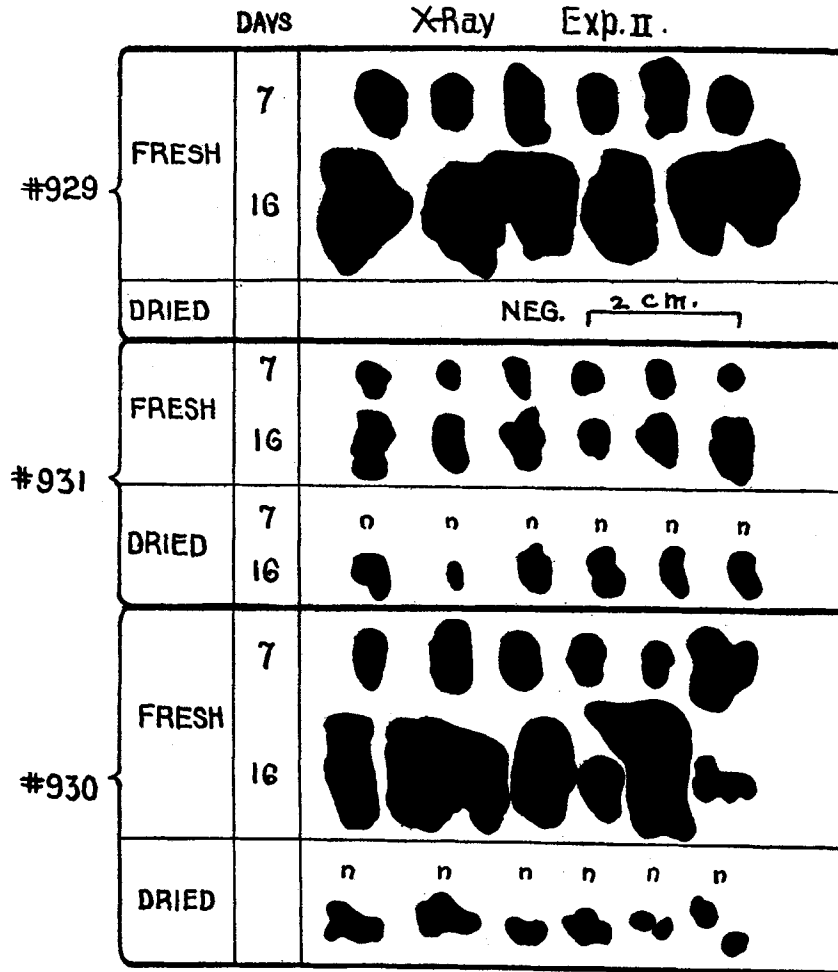 DAYS X-Ray Exp. II.
7
FRESH
#929
16
DRIED NEG. 2 cm.
7
FRESH
16
#931
7 n n n n n n
DRIED
16
7
FRESH
#930
16
n n n n n n
DRIED